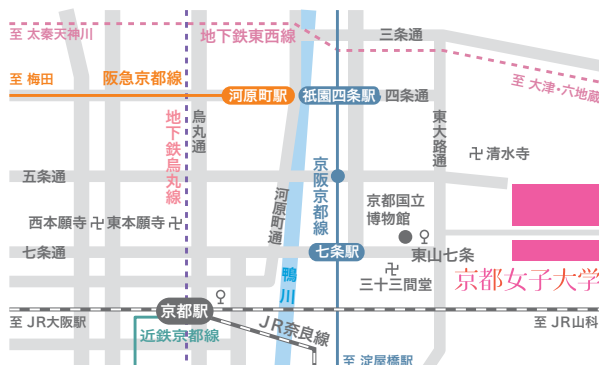 至 太秦天神川
地下鉄東西線
三条通
至 梅田
阪急京都線
至 大津・六地蔵
河原町駅
祇園四条駅
四条通
地下鉄烏丸線
烏丸通
東大路通
卍 清水寺
五条通
京阪京都線
河原町通
京都国立
博物館
西本願寺 卍
東本願寺 卍
七条通
七条駅
東山七条
卍
三十三間堂
京都女子大学
鴨川
京都駅
至 JR大阪駅
近鉄京都線
JR奈良線
至 JR山科
至 淀屋橋駅